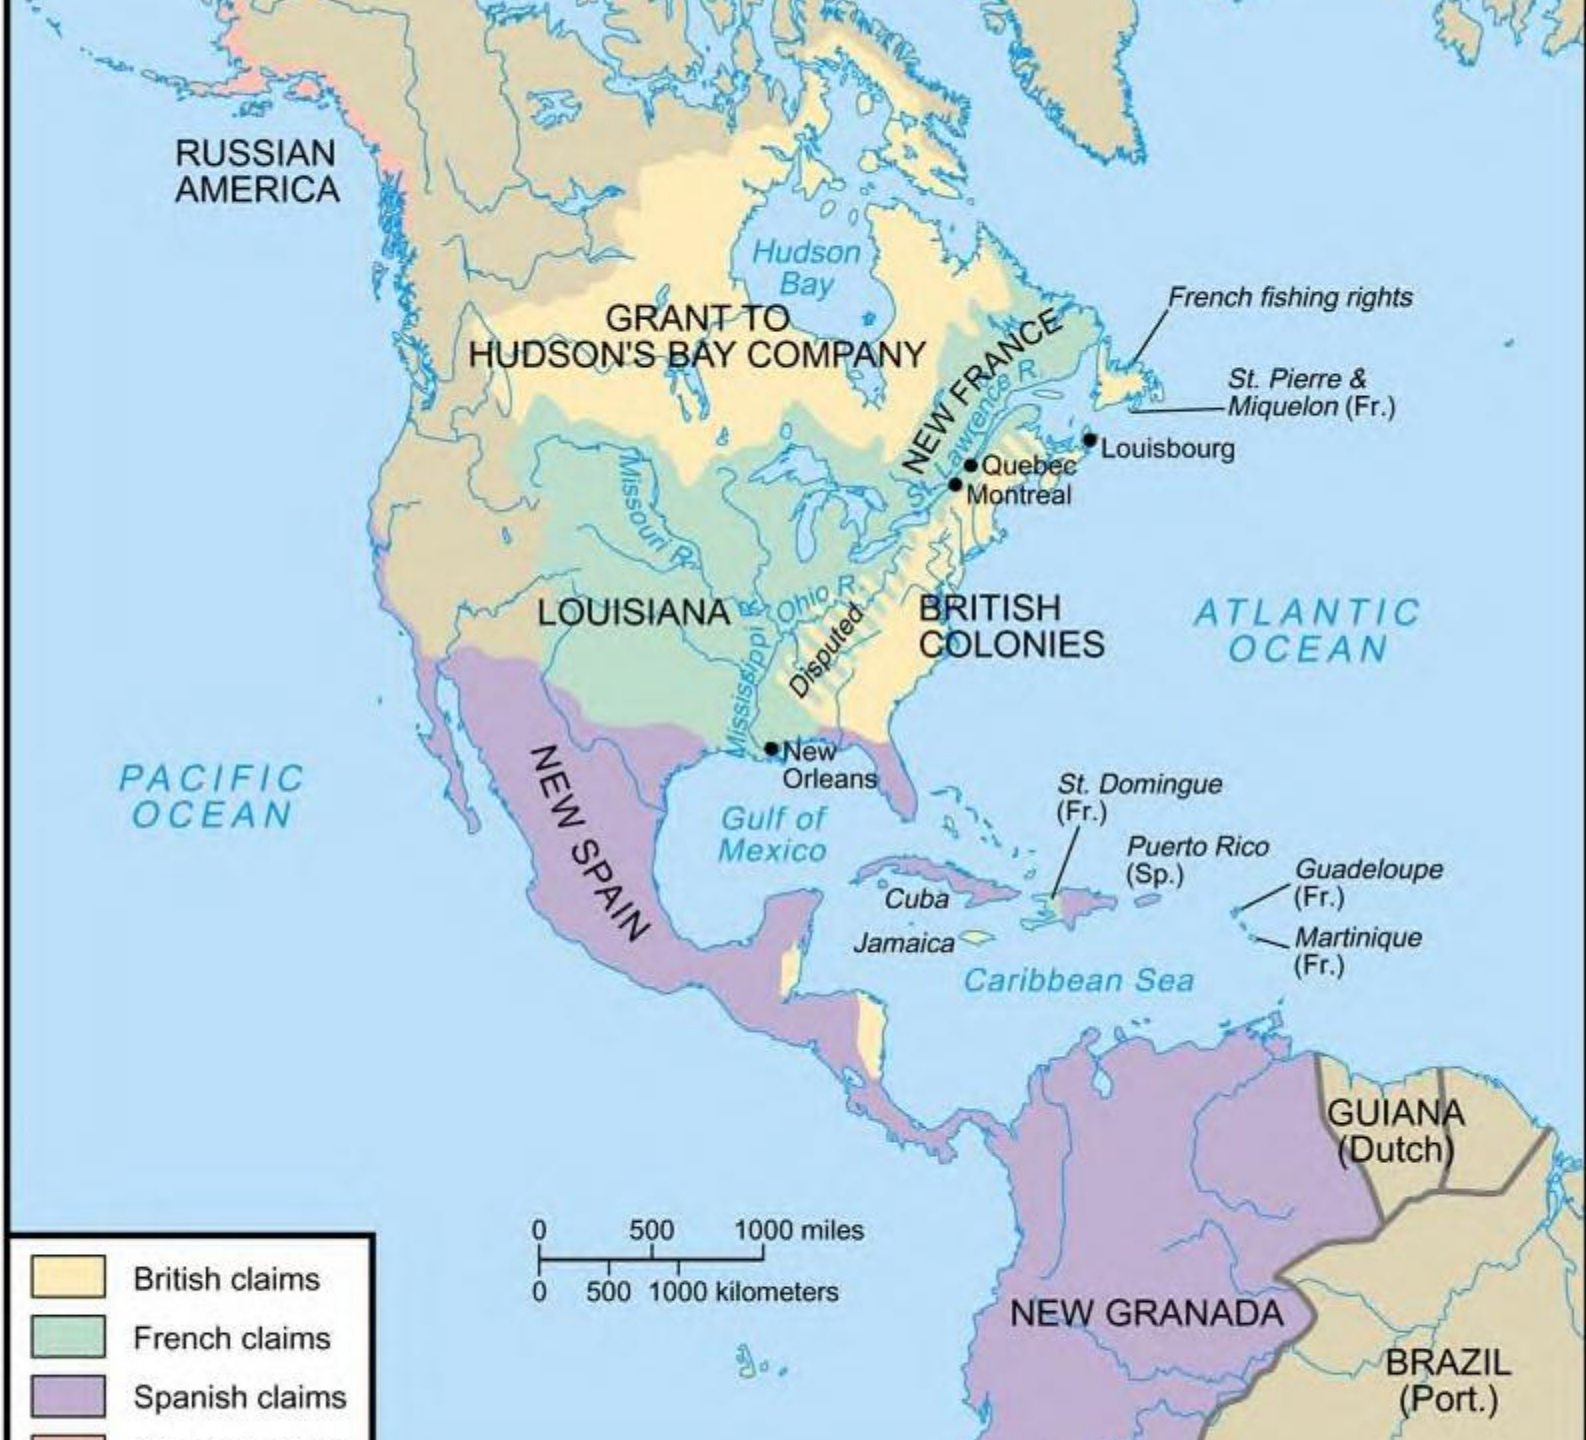 RUSSIAN
AMERICA
Hudson
Bay
GRANT TO
HUDSON'S BAY COMPANY
NEW FRANCE
St. Lawrence R.
French fishing rights
St. Pierre &
Miquelon (Fr.)
Louisbourg
Quebec
Montreal
Missouri R.
Ohio R.
Mississippi R.
LOUISIANA
Disputed
BRITISH
COLONIES
ATLANTIC
OCEAN
PACIFIC
OCEAN
NEW SPAIN
New
Orleans
Gulf of
Mexico
St. Domingue
(Fr.)
Puerto Rico
(Sp.)
Guadeloupe
(Fr.)
Cuba
Jamaica
Martinique
(Fr.)
Caribbean Sea
GUIANA
(Dutch)
NEW GRANADA
BRAZIL
(Port.)
0 500 1000 miles
0 500 1000 kilometers
British claims
French claims
Spanish claims